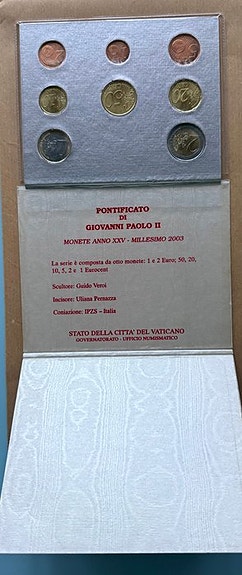 PONTIFICATO
DI
GIOVANNI PAOLO II
MONETE ANNO XXV - MILLESIMO 2003
La serie è composta da otto monete: 1 e 2 Euro; 50, 20,
10, 5, 2 e 1 Eurocent
Scultore: Guido Veroi
Incisore: Uliana Pernazza
Coniazione: IPZS - Italia
STATO DELLA CITTA' DEL VATICANO
GOVERNATORATO - UFFICIO NUMISMATICO